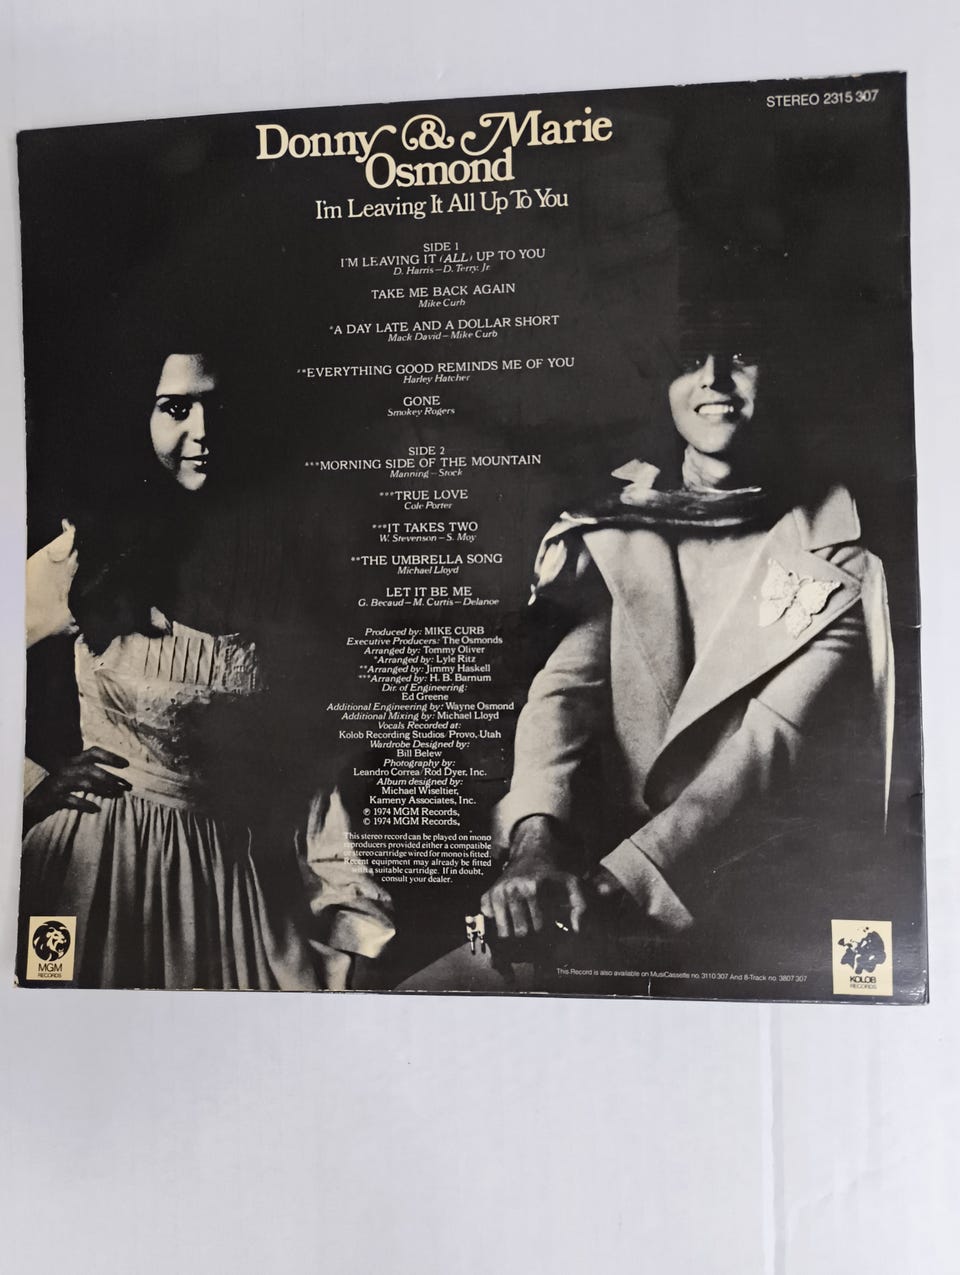 STEREO 2315 307
Donny & Marie
Osmond
I'm Leaving It All Up To You
SIDE 1
I'M LEAVING IT (ALL) UP TO YOU
D. Harris – D. Terry, Jr
TAKE ME BACK AGAIN
Mike Curb
*A DAY LATE AND A DOLLAR SHORT
Mack David – Mike Curb
**EVERYTHING GOOD REMINDS ME OF YOU
Harley Hatcher
GONE
Smokey Rogers
SIDE 2
***MORNING SIDE OF THE MOUNTAIN
Manning – Stock
***TRUE LOVE
Cole Porter
***IT TAKES TWO
W. Stevenson – S. Moy
**THE UMBRELLA SONG
Michael Lloyd
LET IT BE ME
G. Becaud – M. Curtis – Delanoe
Produced by: MIKE CURB
Executive Producers: The Osmonds
Arranged by: Tommy Oliver
*Arranged by: Lyle Ritz
**Arranged by: Jimmy Haskell
***Arranged by: H. B. Barnum
Dir. of Engineering:
Ed Greene
Additional Engineering by: Wayne Osmond
Additional Mixing by: Michael Lloyd
Vocals Recorded at:
Kolob Recording Studios/Provo, Utah
Wardrobe Designed by:
Bill Belew
Photography by:
Leandro Correa/Rod Dyer, Inc.
Album designed by:
Michael Wiseltier,
Kameny Associates, Inc.
℗ 1974 MGM Records,
© 1974 MGM Records,
This stereo record can be played on mono
reproducers provided either a compatible
or stereo cartridge wired for mono is fitted.
Recent equipment may already be fitted
with a suitable cartridge. If in doubt,
consult your dealer.
This Record is also available on MusiCassette no. 3110 307 And 8-Track no. 3807 307
MGM
RECORDS
KOLOB
RECORDS